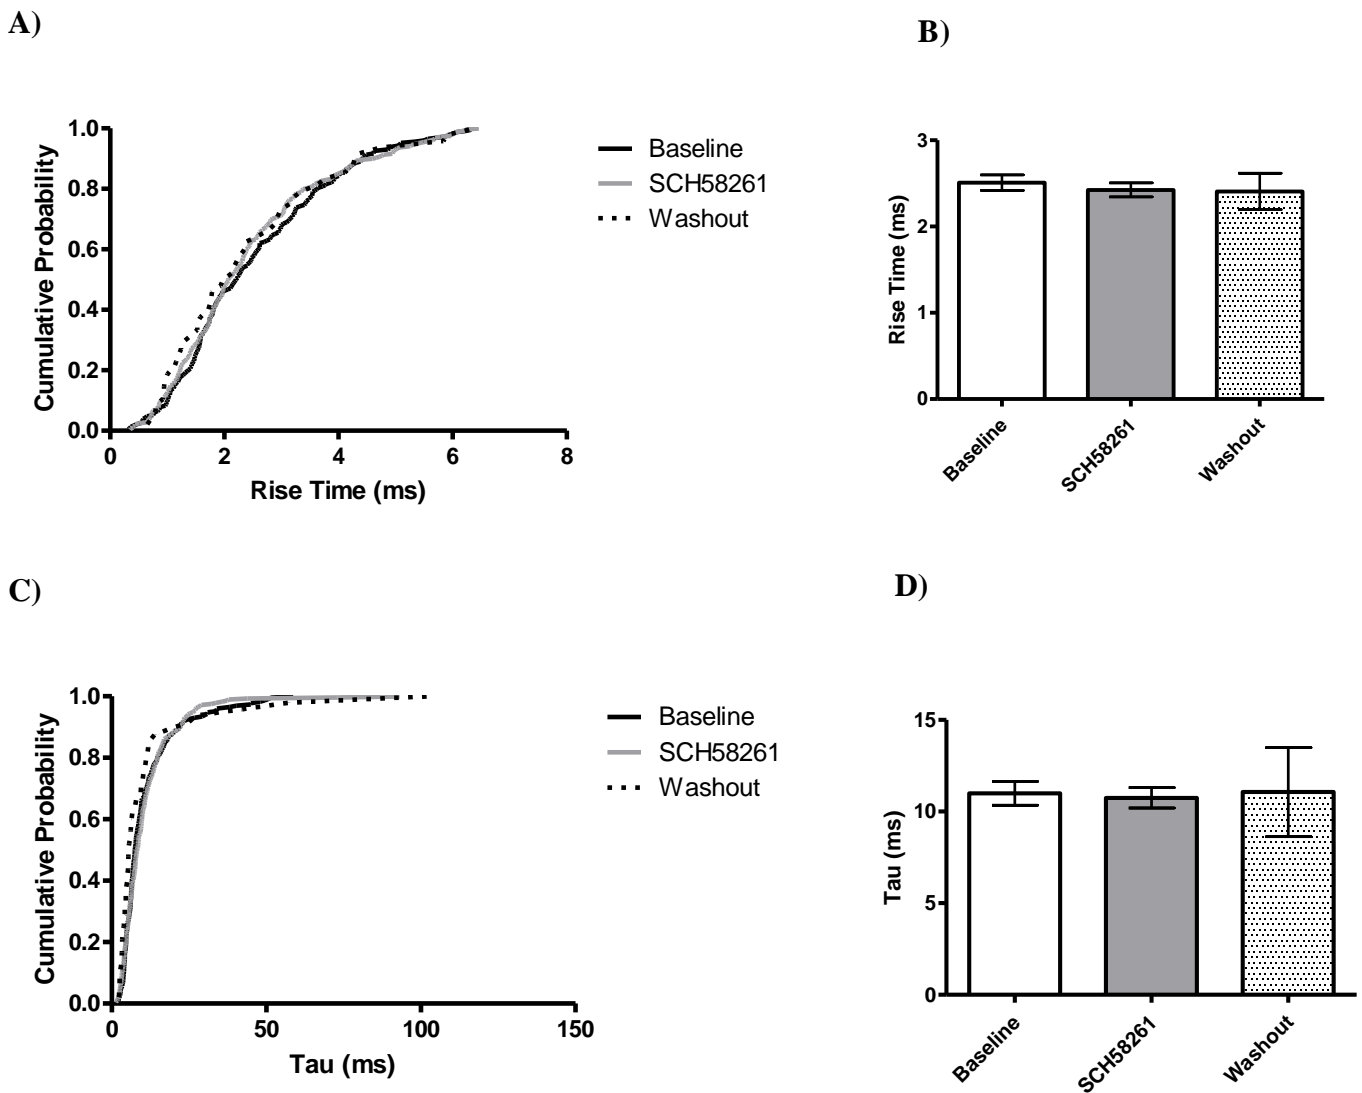 A)
Cumulative Probability
1.0
0.8
0.6
0.4
0.2
0.0
0 2 4 6 8
Rise Time (ms)
Baseline
SCH58261
Washout
B)
Rise Time (ms)
3
2
1
0
Baseline
SCH58261
Washout
C)
Cumulative Probability
1.0
0.8
0.6
0.4
0.2
0.0
0 50 100 150
Tau (ms)
Baseline
SCH58261
Washout
D)
Tau (ms)
15
10
5
0
Baseline
SCH58261
Washout